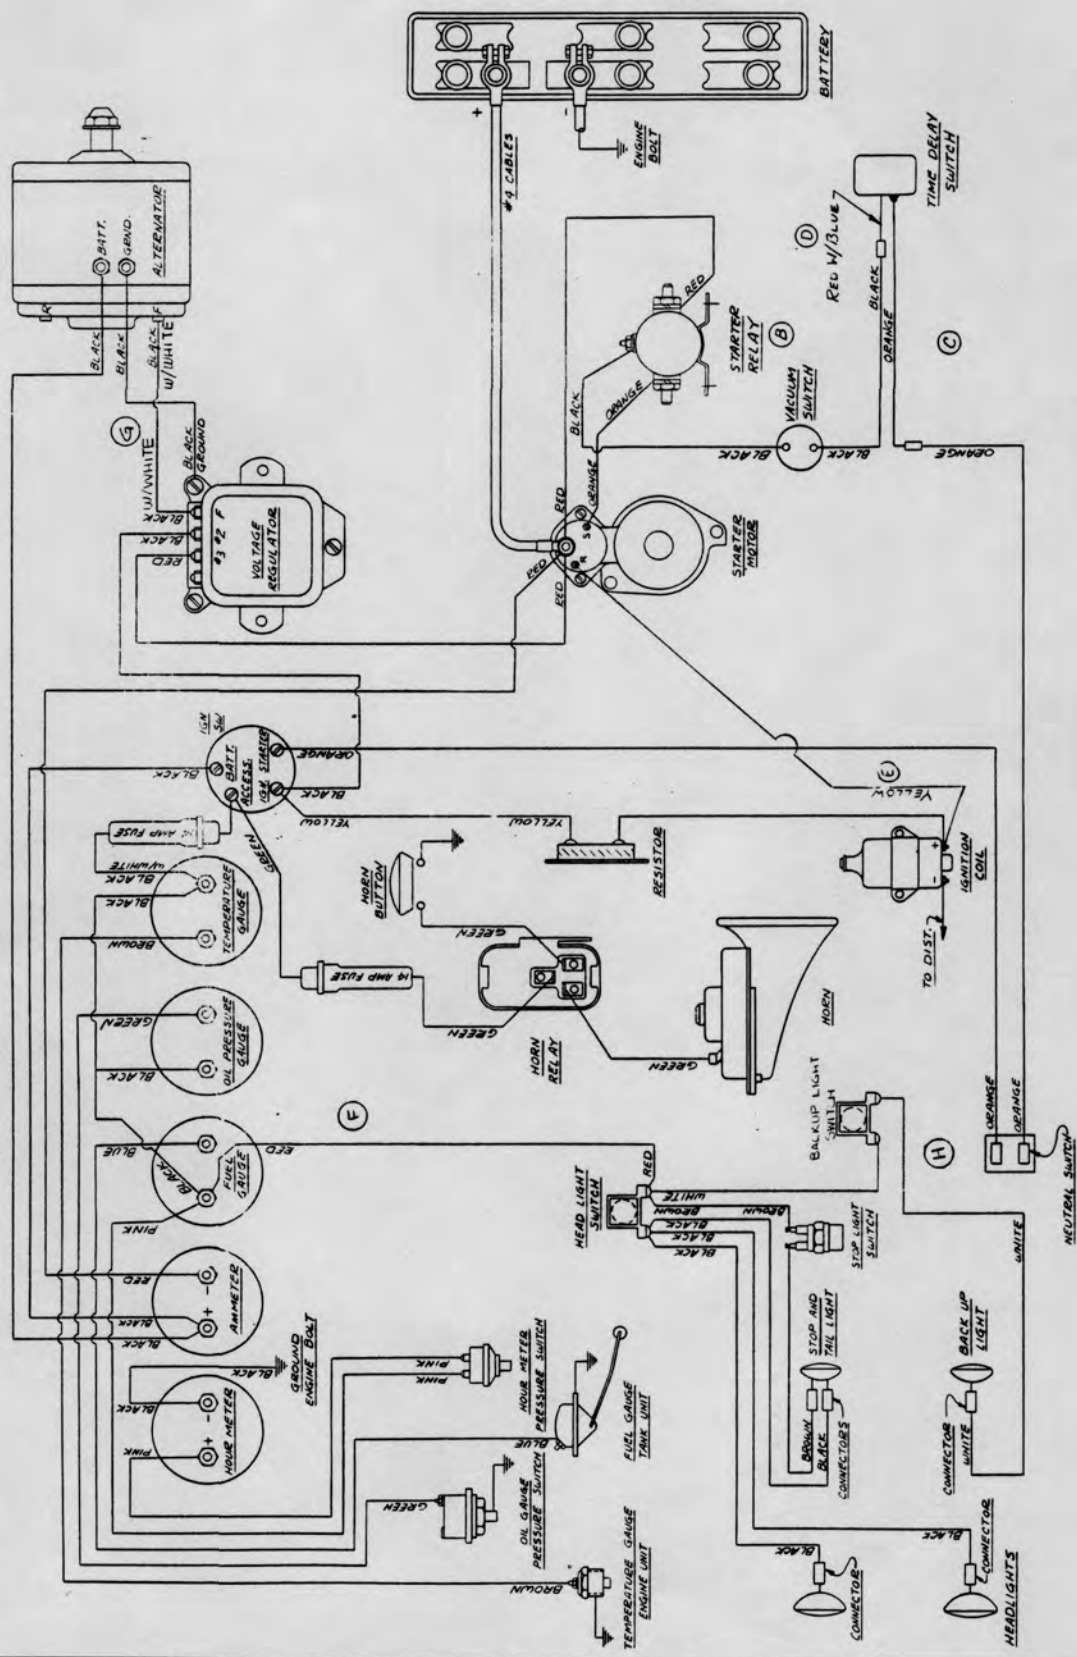 BATTERY
+
-
#4 CABLES
ENGINE
BOLT
TIME DELAY
SWITCH
D
RED W/BLUE
BLACK
ORANGE
C
ORANGE
RED
STARTER
RELAY
B
BLACK
ORANGE
VACUUM
SWITCH
BLACK
BLACK
ALTERNATOR
BATT.
GRND.
R
F
BLACK
BLACK
BLACK
W/WHITE
G
W/WHITE
BLACK
GROUND
BLACK
BLACK
RED
#3 #2 F
VOLTAGE
REGULATOR
RED
ORANGE
RED
RED
S
R
STARTER
MOTOR
IGN
SW
BATT.
ACCESS.
IGN.
STARTER
BLACK
ORANGE
BLACK
YELLOW
GREEN
14 AMP FUSE
YELLOW
RESISTOR
E
YELLOW
+
-
IGNITION
COIL
TO DIST.
HORN
BUTTON
GREEN
14 AMP FUSE
GREEN
HORN
RELAY
GREEN
HORN
W/WHITE
BLACK
BLACK
BROWN
TEMPERATURE
GAUGE
GREEN
BLACK
OIL PRESSURE
GAUGE
BLUE
BLACK
PINK
FUEL
GAUGE
RED
F
RED
BLACK
BLACK
+ -
AMMETER
BLACK
PINK
+ -
HOUR METER
BLACK
GROUND
ENGINE BOLT
PINK
PINK
HOUR METER
PRESSURE SWITCH
BLUE
FUEL GAUGE
TANK UNIT
GREEN
OIL GAUGE
PRESSURE SWITCH
BROWN
TEMPERATURE GAUGE
ENGINE UNIT
HEAD LIGHT
SWITCH
RED
WHITE
BROWN
BLACK
BLACK
BLACK
BROWN
STOP LIGHT
SWITCH
BACKUP LIGHT
SWITCH
H
ORANGE
ORANGE
NEUTRAL SWITCH
WHITE
STOP AND
TAIL LIGHT
BROWN
BLACK
CONNECTORS
BACK UP
LIGHT
CONNECTOR
WHITE
BLACK
CONNECTOR
BLACK
CONNECTOR
HEADLIGHTS